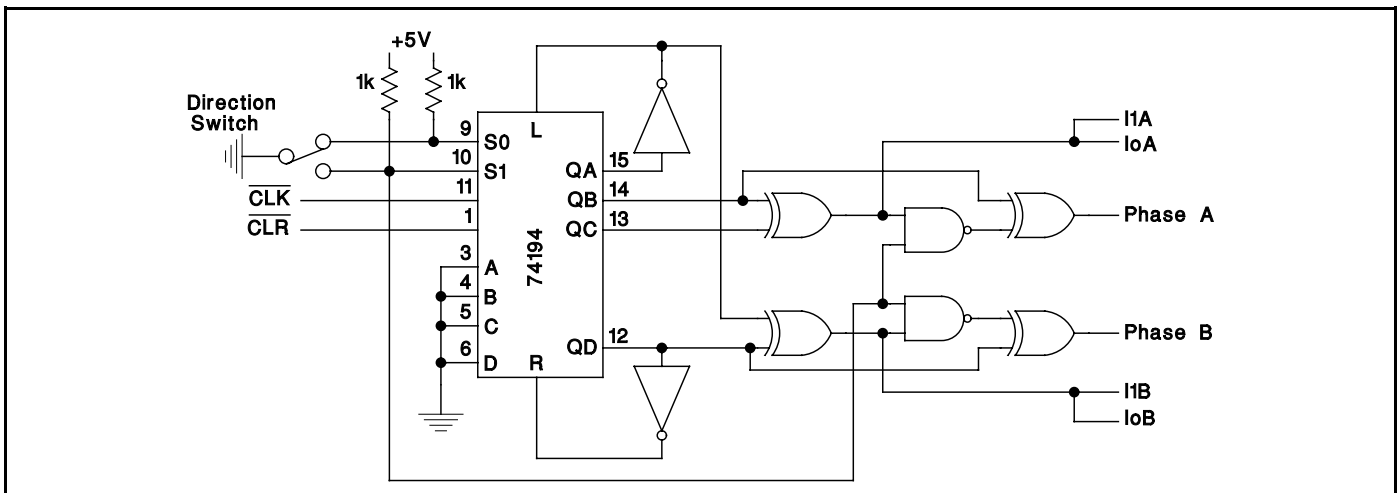 +5V
1k
1k
Direction
Switch
9
S0
10
S1
11
CLK
1
CLR
3
A
4
B
5
C
6
D
L
74194
R
QA
15
QB
14
QC
13
QD
12
I1A
IoA
Phase A
Phase B
I1B
IoB